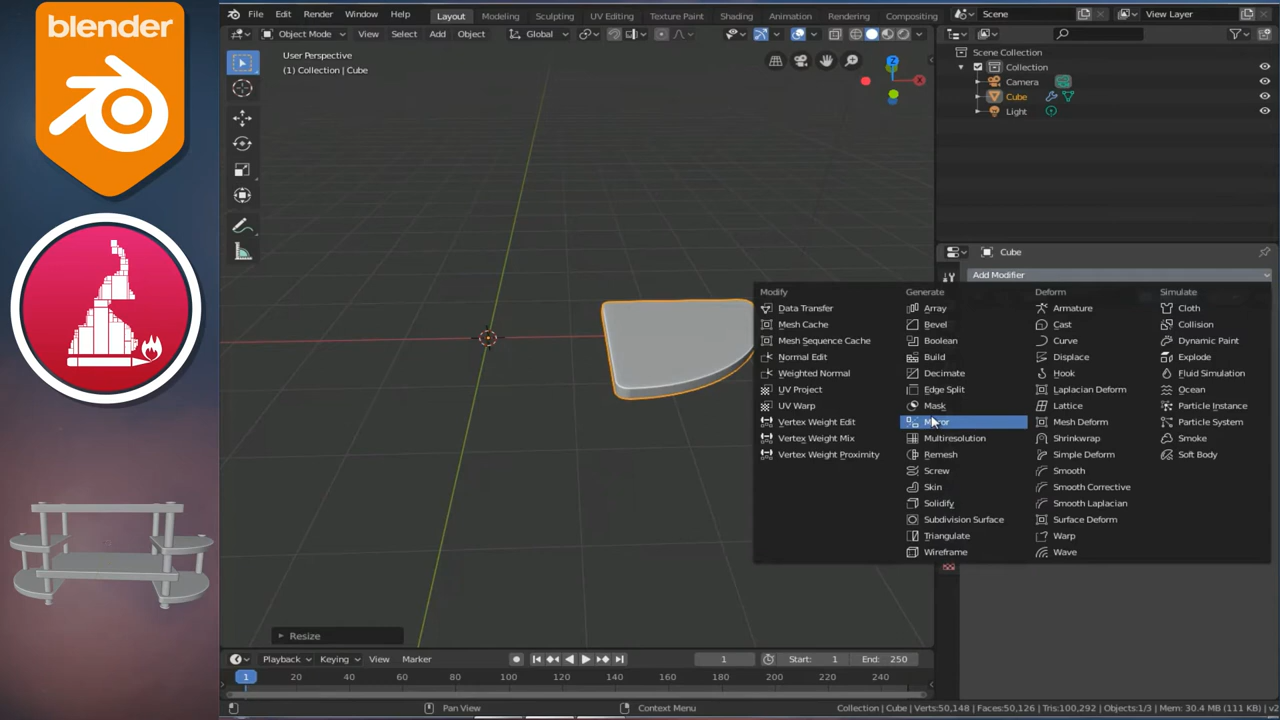 blender
File Edit Render Window Help
Layout Modeling Sculpting UV Editing Texture Paint Shading Animation Rendering Compositing
Scene
View Layer
Object Mode View Select Add Object
Global
User Perspective
(1) Collection | Cube
Z
X
Scene Collection
Collection
Camera
Cube
Light
Cube
Add Modifier
Modify
Data Transfer
Mesh Cache
Mesh Sequence Cache
Normal Edit
Weighted Normal
UV Project
UV Warp
Vertex Weight Edit
Vertex Weight Mix
Vertex Weight Proximity
Generate
Array
Bevel
Boolean
Build
Decimate
Edge Split
Mask
Mirror
Multiresolution
Remesh
Screw
Skin
Solidify
Subdivision Surface
Triangulate
Wireframe
Deform
Armature
Cast
Curve
Displace
Hook
Laplacian Deform
Lattice
Mesh Deform
Shrinkwrap
Simple Deform
Smooth
Smooth Corrective
Smooth Laplacian
Surface Deform
Warp
Wave
Simulate
Cloth
Collision
Dynamic Paint
Explode
Fluid Simulation
Ocean
Particle Instance
Particle System
Smoke
Soft Body
Resize
Playback Keying View Marker
1
Start: 1
End: 250
1 20 40 60 80 100 120 140 160 180 200 220 240
Pan View
Context Menu
Collection | Cube | Verts:50,148 | Faces:50,126 | Tris:100,292 | Objects:1/3 | Mem: 30.4 MB (111 KB) | v2